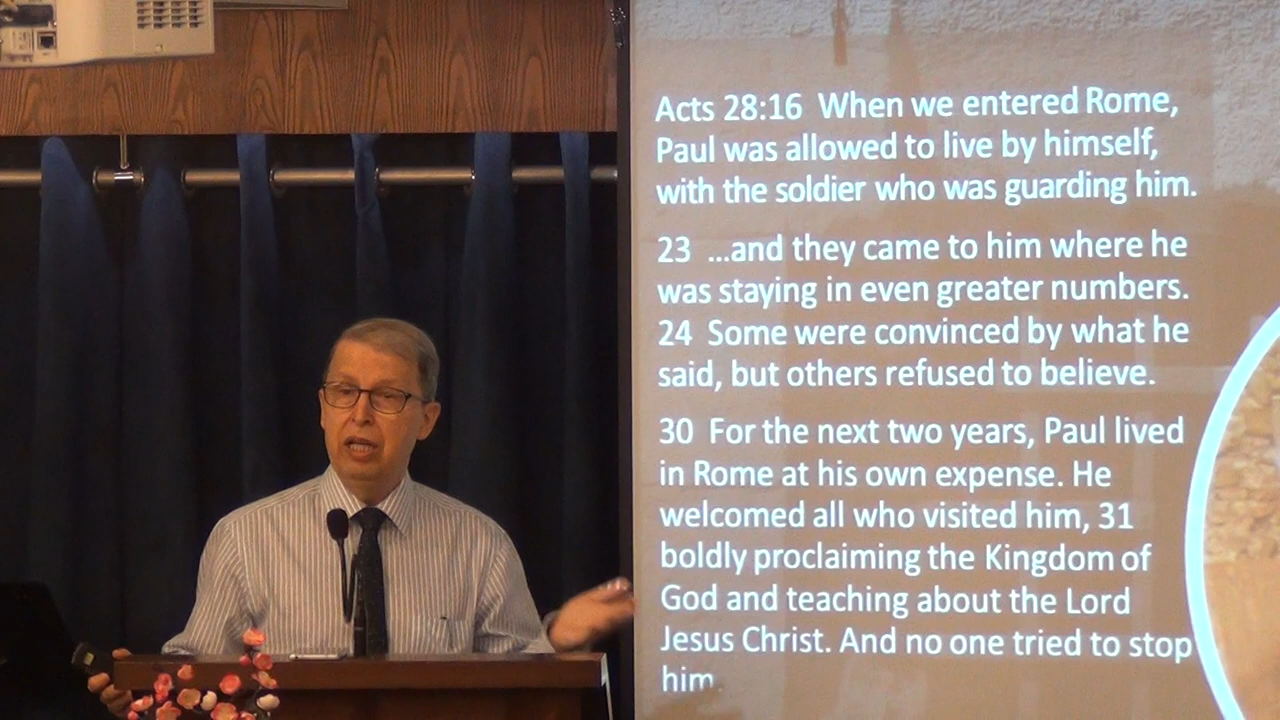 Acts 28:16 When we entered Rome,
Paul was allowed to live by himself,
with the soldier who was guarding him.
23 ...and they came to him where he
was staying in even greater numbers.
24 Some were convinced by what he
said, but others refused to believe.
30 For the next two years, Paul lived
in Rome at his own expense. He
welcomed all who visited him, 31
boldly proclaiming the Kingdom of
God and teaching about the Lord
Jesus Christ. And no one tried to stop
him.